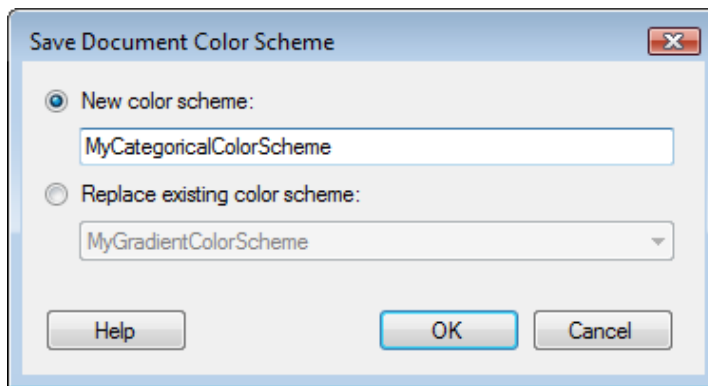 Save Document Color Scheme
New color scheme:
MyCategoricalColorScheme
Replace existing color scheme:
MyGradientColorScheme
Help OK Cancel